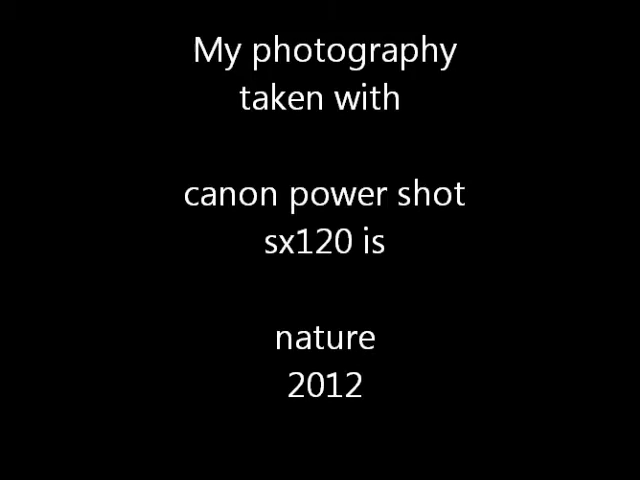 My photography
taken with
canon power shot
sx120 is
nature
2012